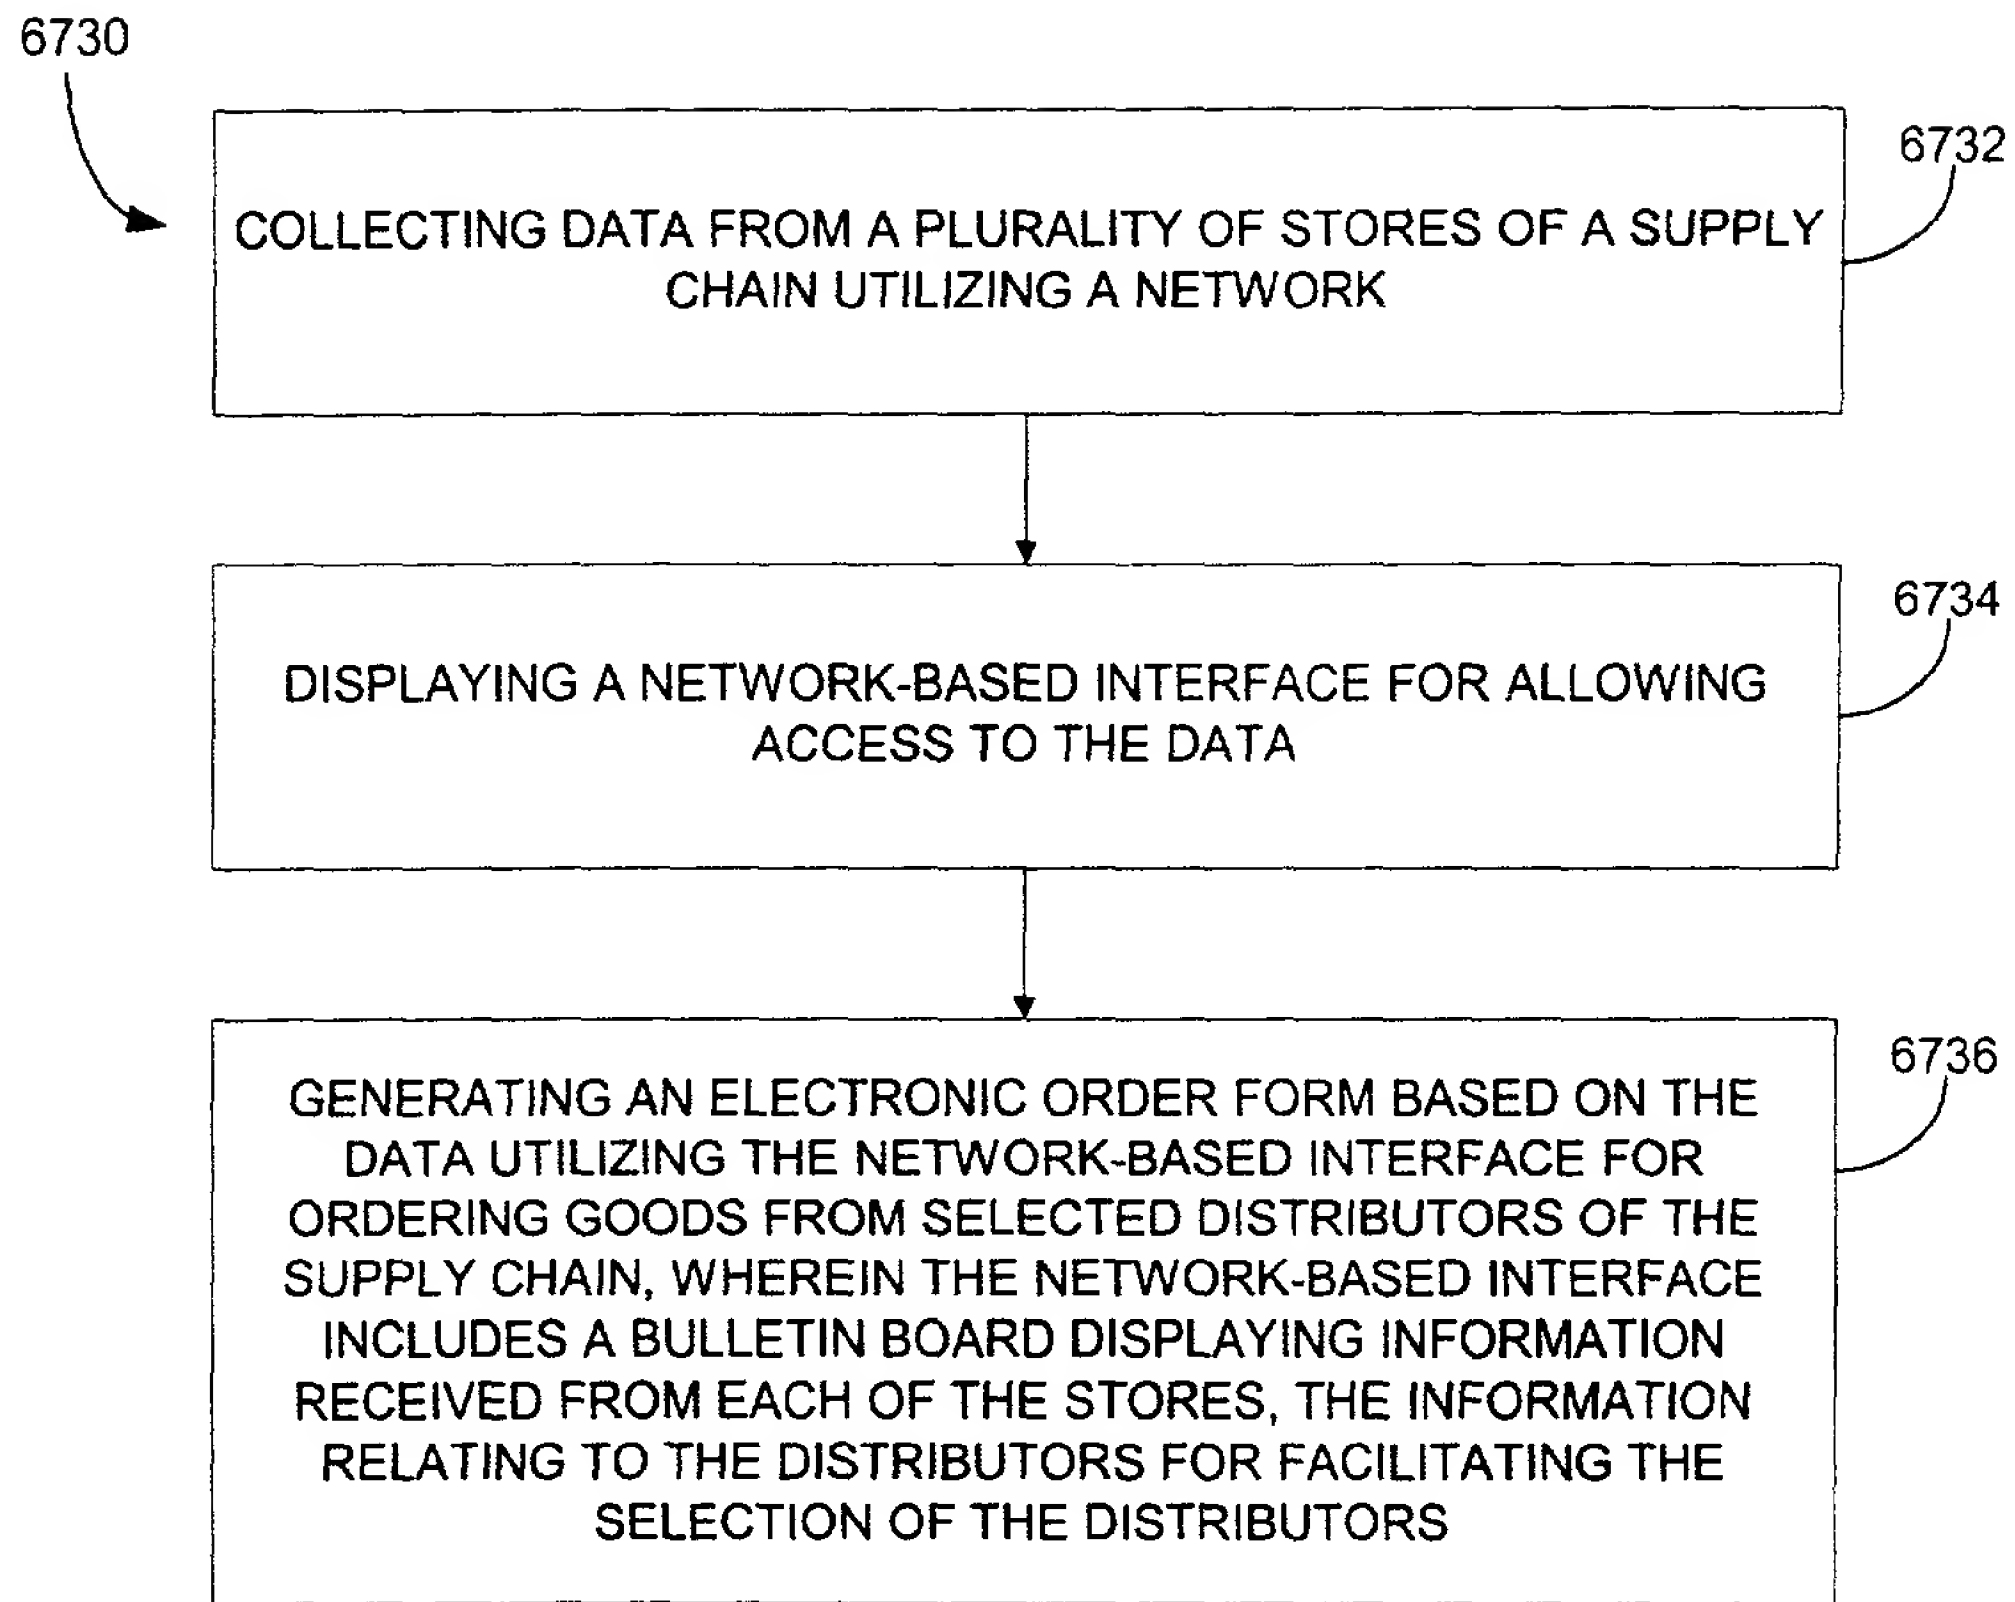 6730
6732
COLLECTING DATA FROM A PLURALITY OF STORES OF A SUPPLY
CHAIN UTILIZING A NETWORK
6734
DISPLAYING A NETWORK-BASED INTERFACE FOR ALLOWING
ACCESS TO THE DATA
6736
GENERATING AN ELECTRONIC ORDER FORM BASED ON THE
DATA UTILIZING THE NETWORK-BASED INTERFACE FOR
ORDERING GOODS FROM SELECTED DISTRIBUTORS OF THE
SUPPLY CHAIN, WHEREIN THE NETWORK-BASED INTERFACE
INCLUDES A BULLETIN BOARD DISPLAYING INFORMATION
RECEIVED FROM EACH OF THE STORES, THE INFORMATION
RELATING TO THE DISTRIBUTORS FOR FACILITATING THE
SELECTION OF THE DISTRIBUTORS